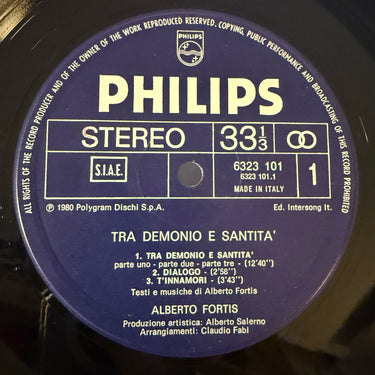 ALL RIGHTS OF THE RECORD PRODUCER AND OF THE OWNER OF THE WORK REPRODUCED RESERVED, COPYING, PUBLIC PERFORMANCE AND BROADCASTING OF THIS RECORD PROHIBITED
PHILIPS
PHILIPS
STEREO 33 1/3
S.I.A.E.
6323 101
6323 101.1
MADE IN ITALY
1
℗ 1980 Polygram Dischi S.p.A. Ed. Intersong It.
TRA DEMONIO E SANTITA'
1. TRA DEMONIO E SANTITA'
parte uno - parte due - parte tre - (12'40")
2. DIALOGO - (2'58")
3. T'INNAMORI - (3'43")
Testi e musiche di Alberto Fortis
ALBERTO FORTIS
Produzione artistica: Alberto Salerno
Arrangiamenti: Claudio Fabi